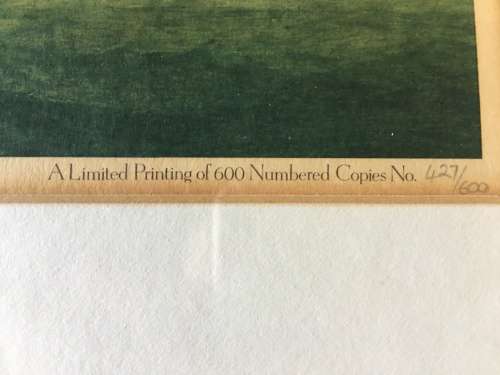 A Limited Printing of 600 Numbered Copies No. 427/600